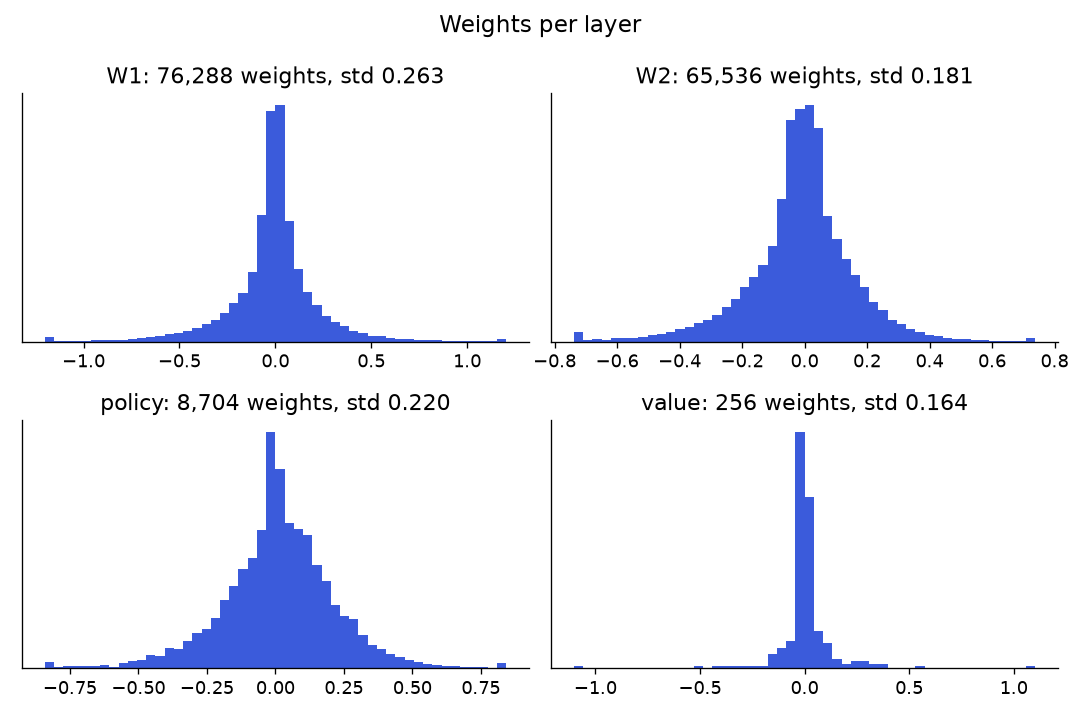 Weights per layer
W1: 76,288 weights, std 0.263
W2: 65,536 weights, std 0.181
−1.0 −0.5 0.0 0.5 1.0
−0.8 −0.6 −0.4 −0.2 0.0 0.2 0.4 0.6 0.8
policy: 8,704 weights, std 0.220
value: 256 weights, std 0.164
−0.75 −0.50 −0.25 0.00 0.25 0.50 0.75
−1.0 −0.5 0.0 0.5 1.0